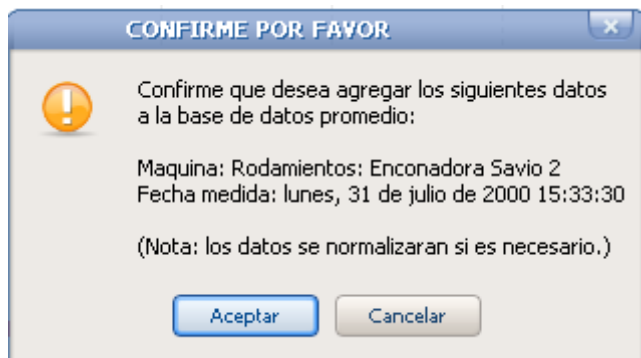 CONFIRME POR FAVOR
Confirme que desea agregar los siguientes datos
a la base de datos promedio:
Maquina: Rodamientos: Enconadora Savio 2
Fecha medida: lunes, 31 de julio de 2000 15:33:30
(Nota: los datos se normalizaran si es necesario.)
Aceptar
Cancelar